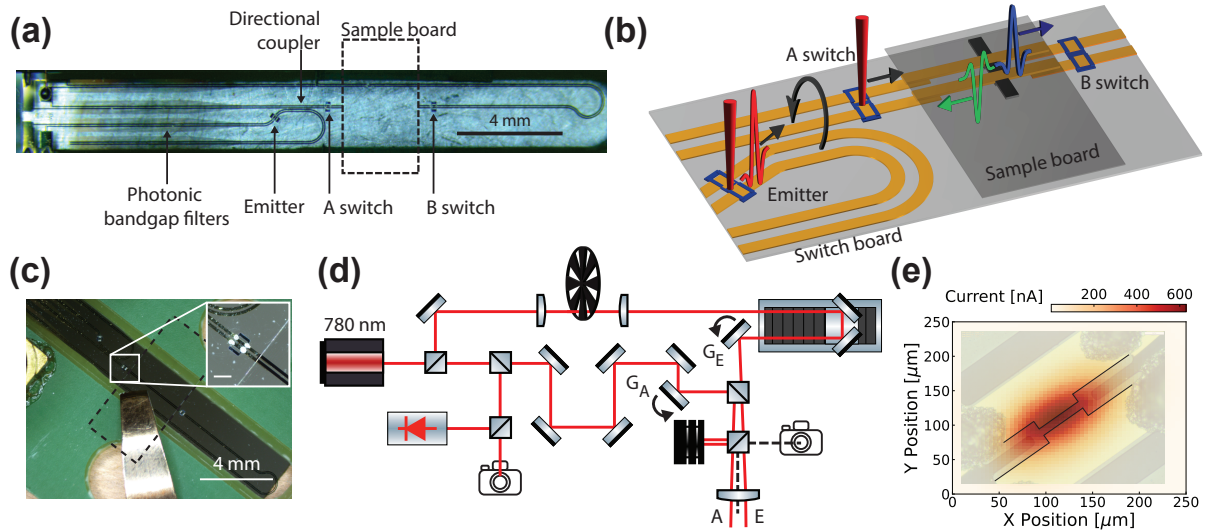 (a)
Directional
coupler
Sample board
4 mm
Photonic
bandgap filters
Emitter
A switch
B switch
(b)
A switch
B switch
Emitter
Sample board
Switch board
(c)
4 mm
(d)
780 nm
G_E
G_A
A
E
(e)
Current [nA]
200
400
600
250
200
150
100
50
0
Y Position [µm]
0
50
100
150
200
250
X Position [µm]